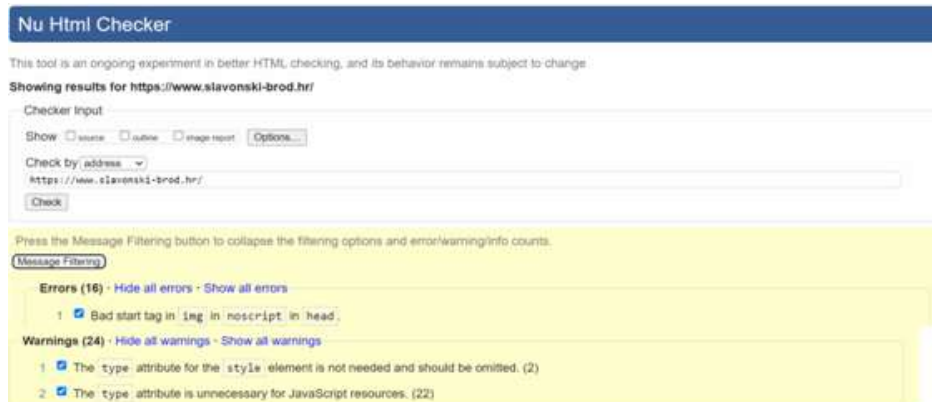 Nu Html Checker
This tool is an ongoing experiment in better HTML checking, and its behavior remains subject to change
Showing results for https://www.slavonski-brod.hr/
Checker Input
Show source outline image report Options...
Check by address
https://www.slavonski-brod.hr/
Check
Press the Message Filtering button to collapse the filtering options and error/warning/info counts.
Message Filtering
Errors (16) · Hide all errors · Show all errors
1 Bad start tag in img in noscript in head.
Warnings (24) · Hide all warnings · Show all warnings
1 The type attribute for the style element is not needed and should be omitted. (2)
2 The type attribute is unnecessary for JavaScript resources. (22)